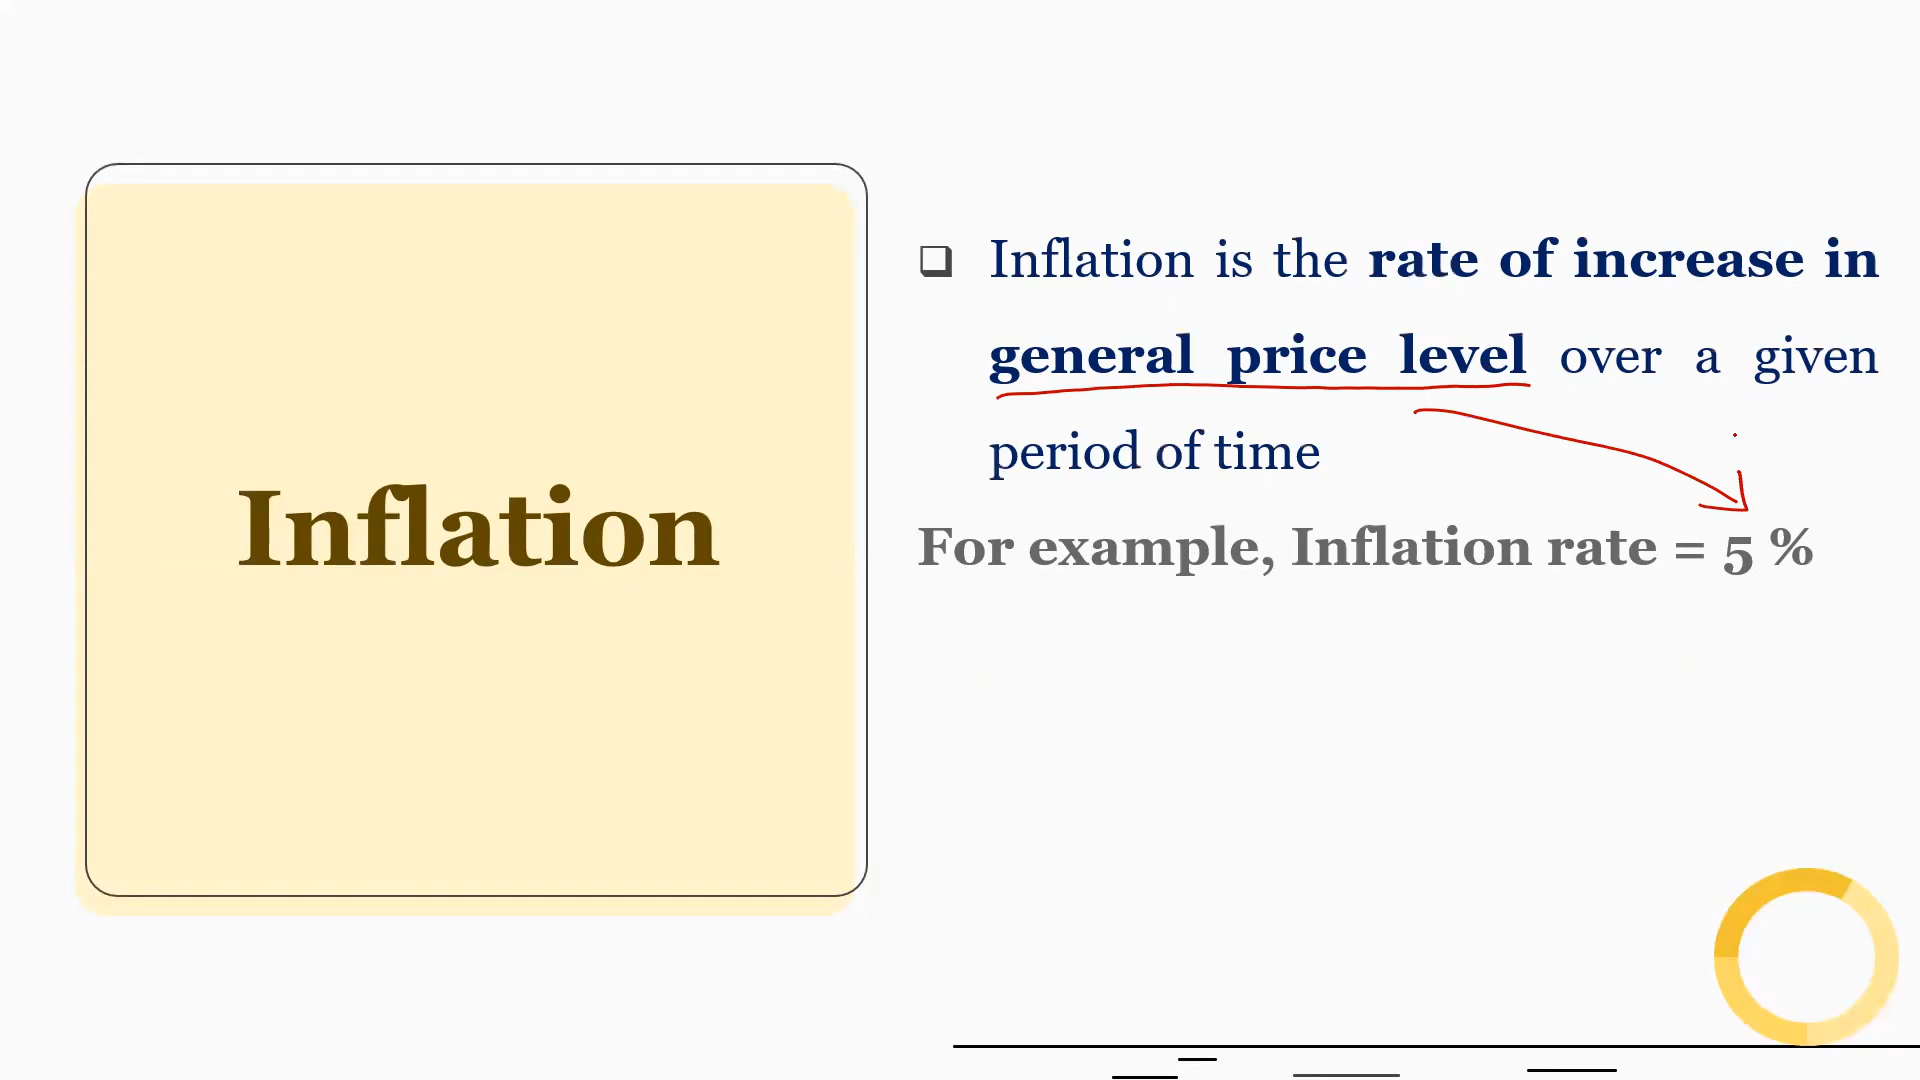 Inflation
Inflation is the rate of increase in
general price level over a given
period of time
For example, Inflation rate = 5 %